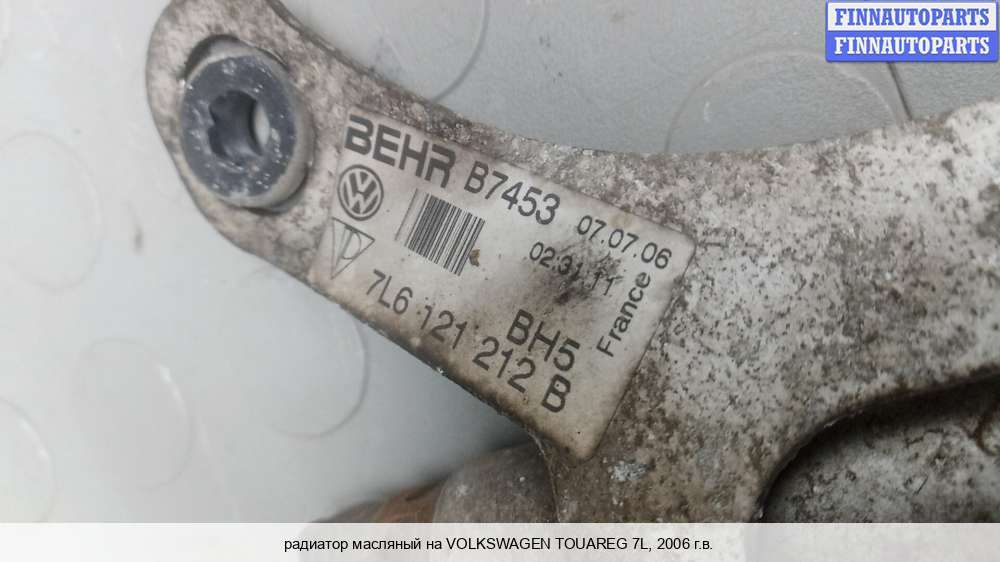 FINNAUTOPARTS
FINNAUTOPARTS
BEHR B7453 07.07.06
02.31.11
France
BH5
7L6 121 212 B
радиатор масляный на VOLKSWAGEN TOUAREG 7L, 2006 г.в.